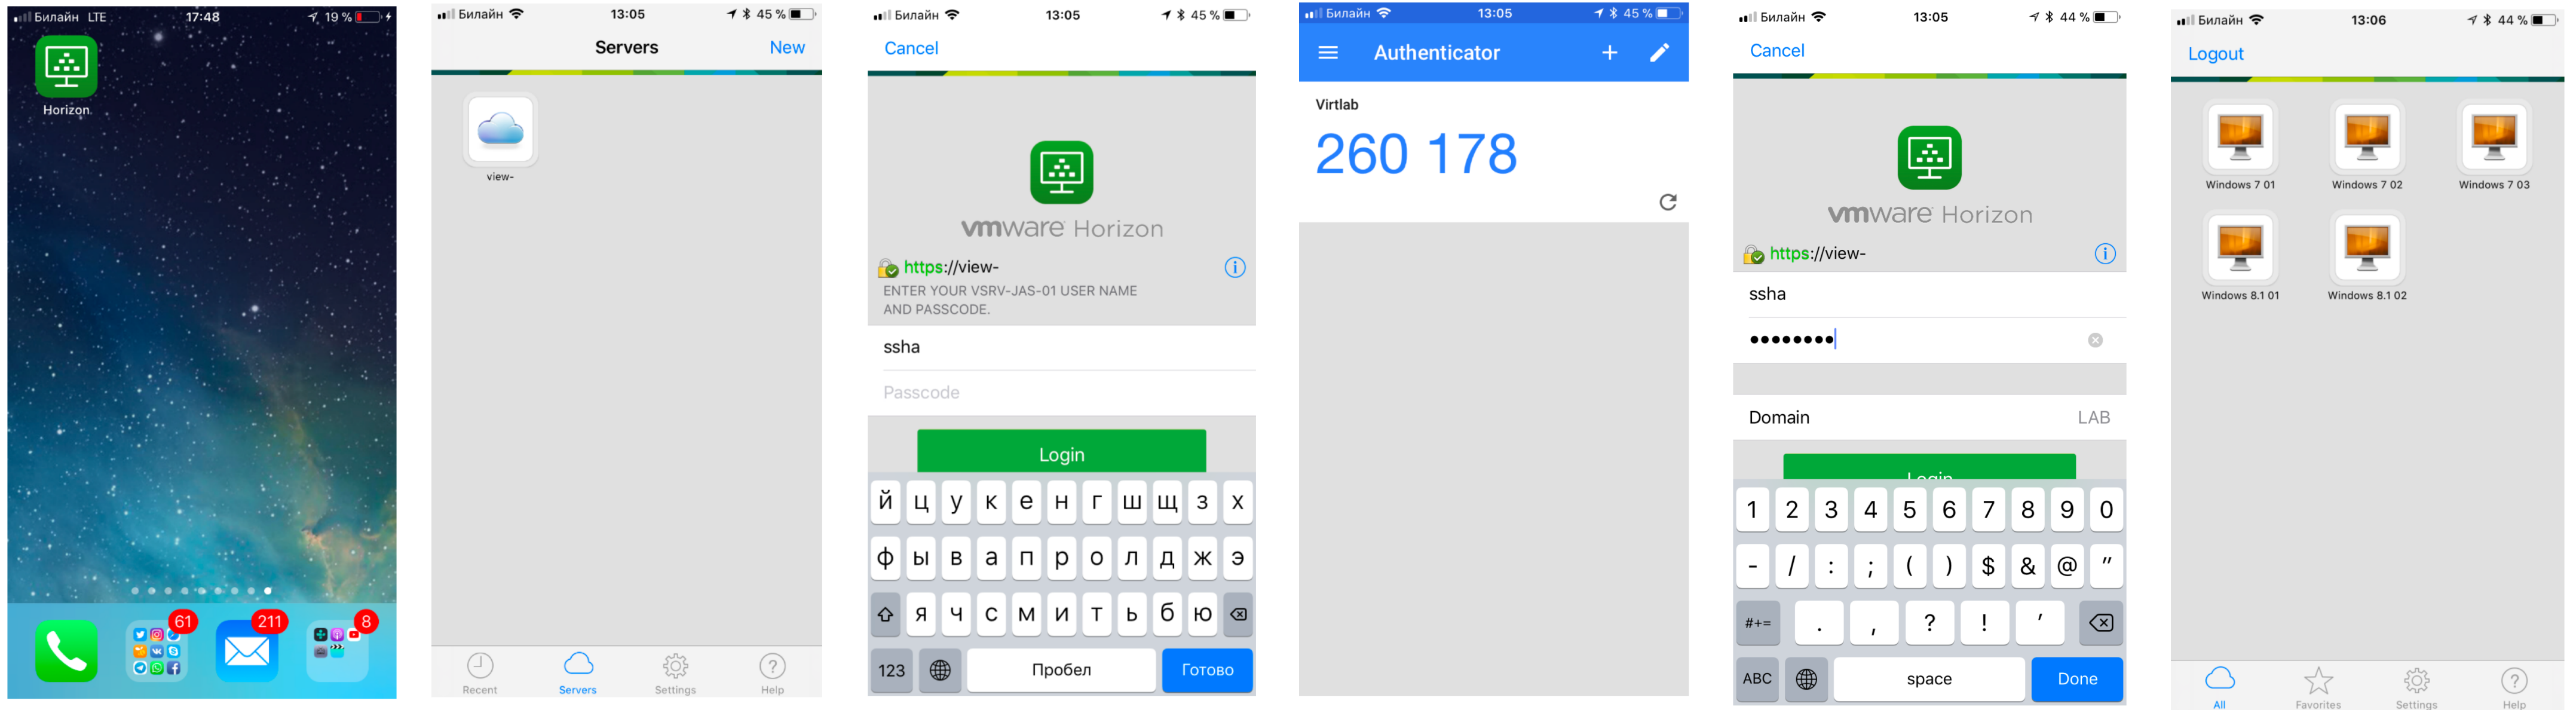 Билайн LTE 17:48 19 %
Horizon
61
211
8
Билайн 13:05 45 %
Servers New
view-
Recent Servers Settings Help
Билайн 13:05 45 %
Cancel
vmware Horizon
https://view-
ENTER YOUR VSRV-JAS-01 USER NAME
AND PASSCODE.
ssha
Passcode
Login
й ц у к е н г ш щ з х
ф ы в а п р о л д ж э
я ч с м и т ь б ю
123 Пробел Готово
Билайн 13:05 45 %
Authenticator
Virtlab
260 178
Билайн 13:05 44 %
Cancel
vmware Horizon
https://view-
ssha
Domain LAB
Login
1 2 3 4 5 6 7 8 9 0
- / : ; ( ) $ & @ "
#+= . , ? ! '
ABC space Done
Билайн 13:06 44 %
Logout
Windows 7 01 Windows 7 02 Windows 7 03
Windows 8.1 01 Windows 8.1 02
All Favorites Settings Help